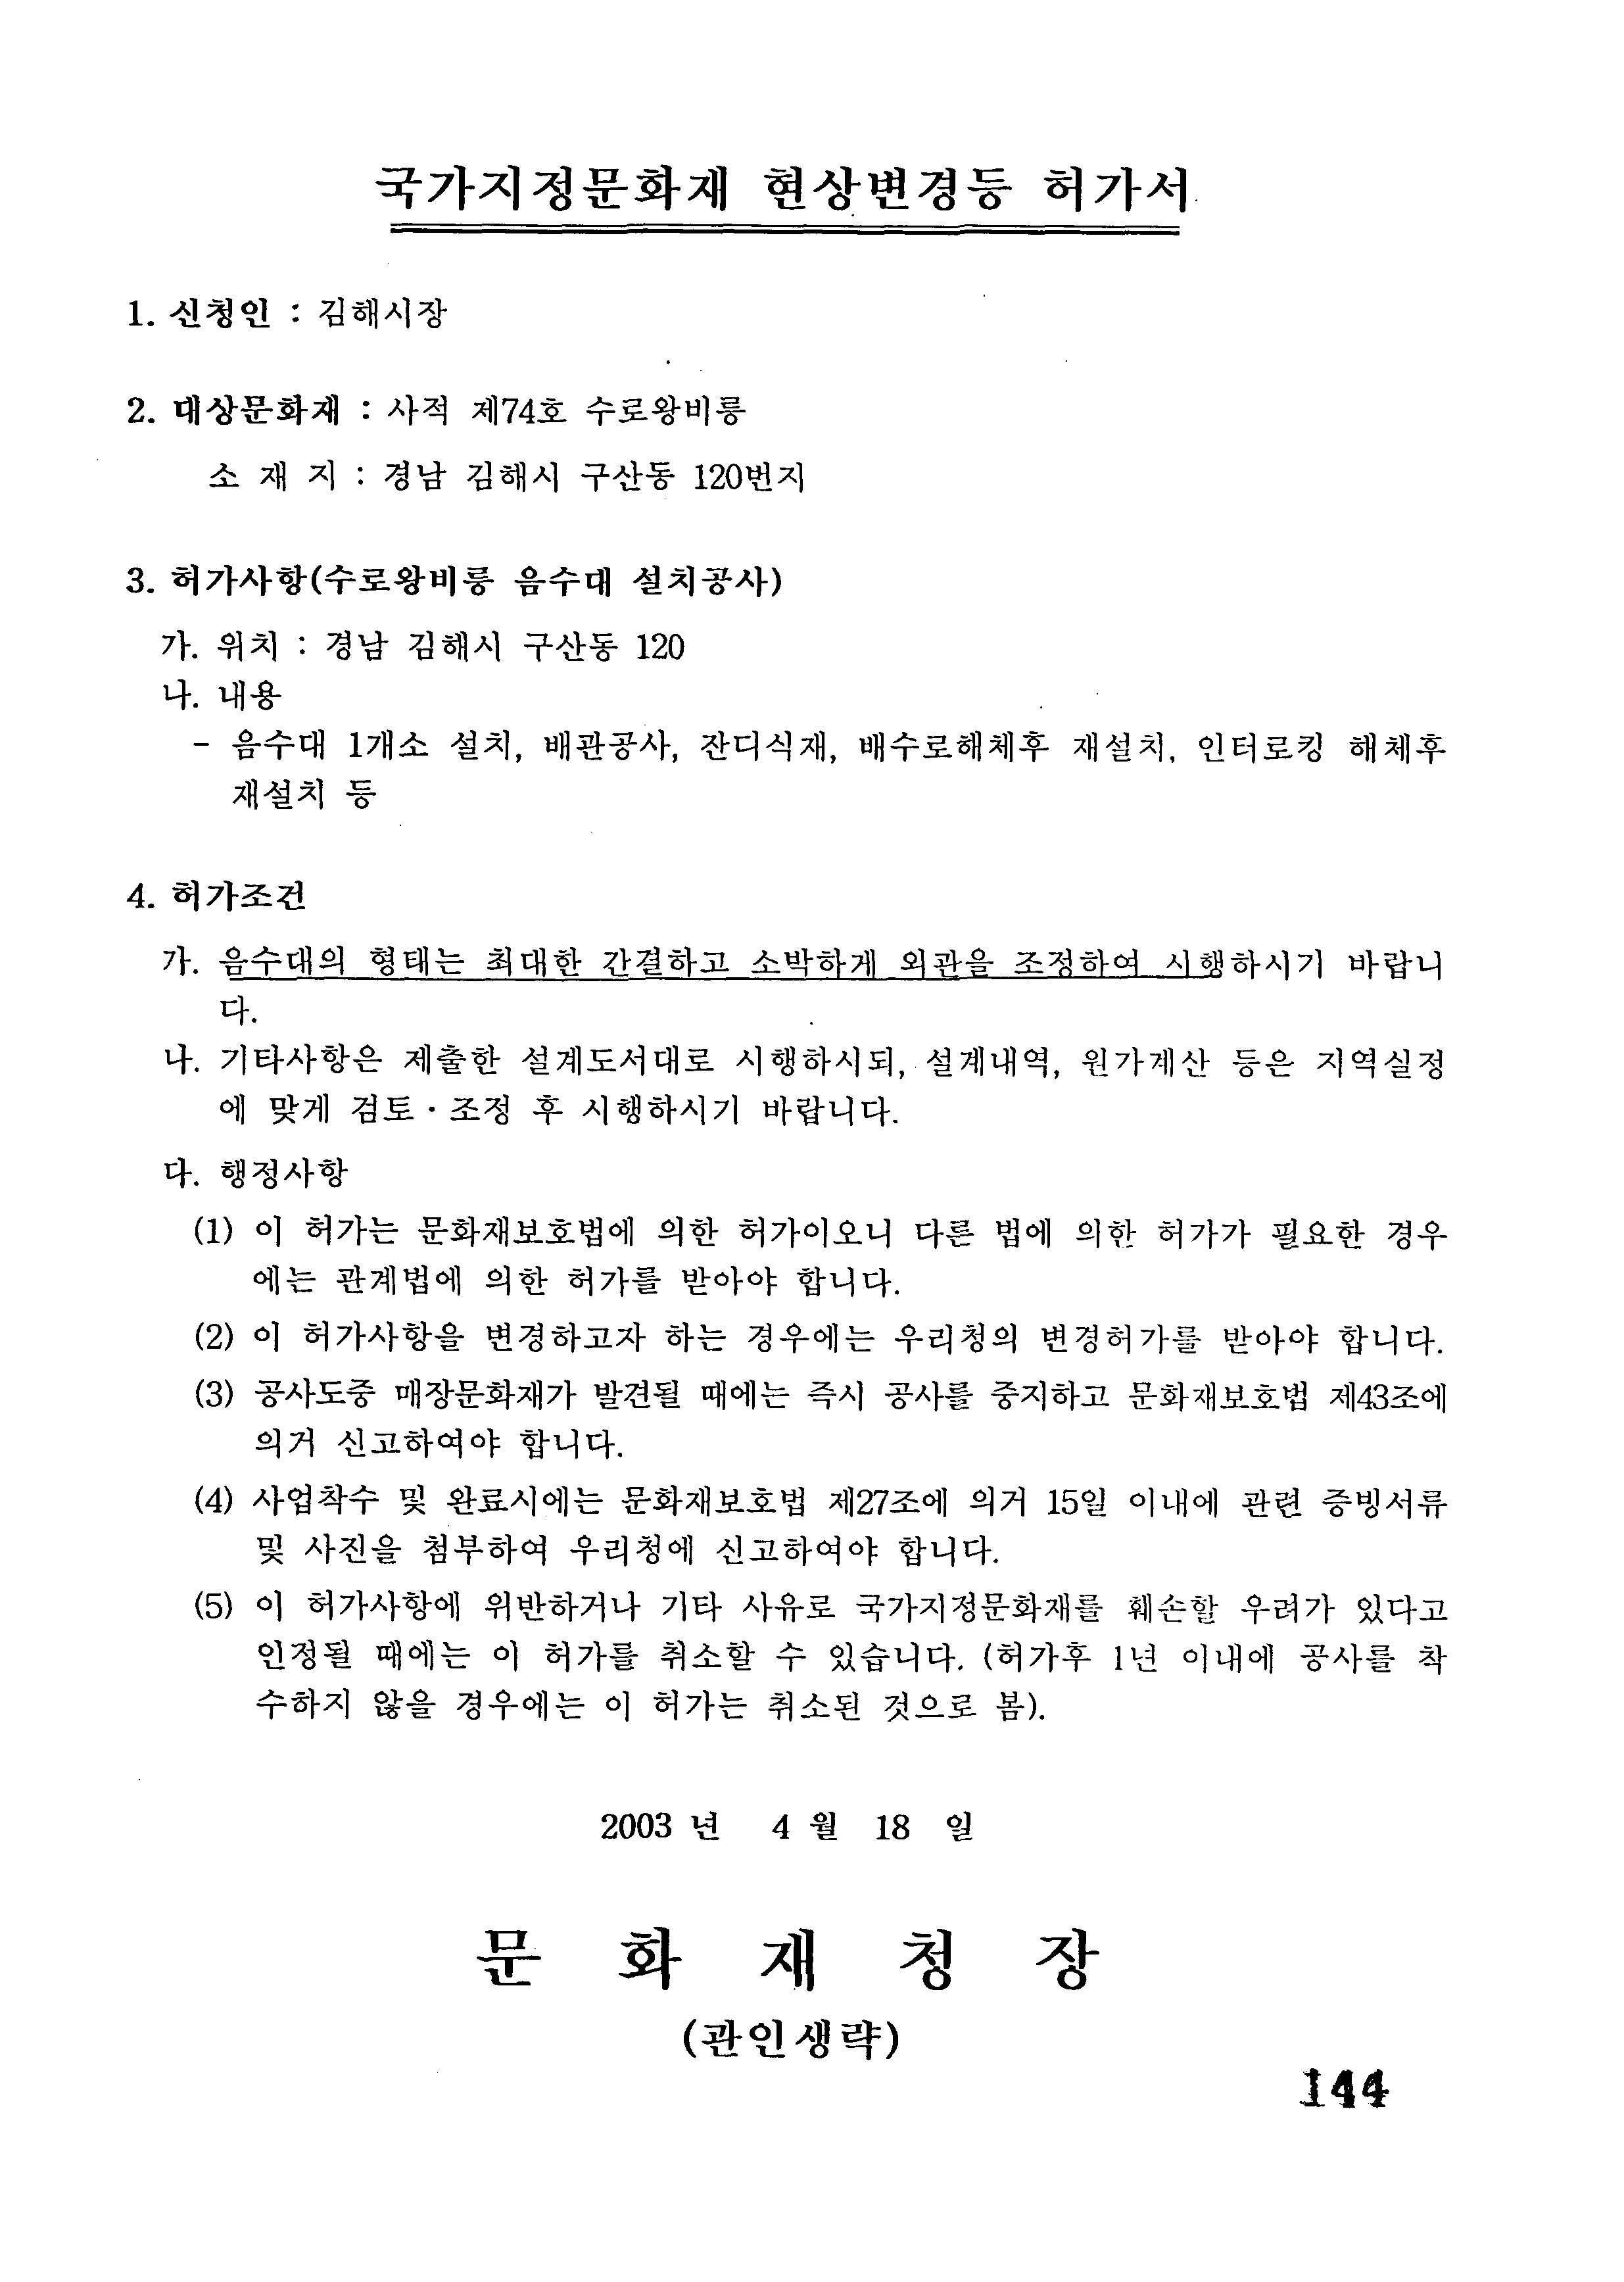 국가지정문화재 현상변경등 허가서
1. 신청인 : 김해시장
2. 대상문화재 : 사적 제74호 수로왕비릉
소 재 지 : 경남 김해시 구산동 120번지
3. 허가사항(수로왕비릉 음수대 설치공사)
가. 위치 : 경남 김해시 구산동 120
나. 내용
- 음수대 1개소 설치, 배관공사, 잔디식재, 배수로해체후 재설치, 인터로킹 해체후
재설치 등
4. 허가조건
가. 음수대의 형태는 최대한 간결하고 소박하게 외관을 조정하여 시행하시기 바랍니
다.
나. 기타사항은 제출한 설계도서대로 시행하시되, 설계내역, 원가계산 등은 지역실정
에 맞게 검토·조정 후 시행하시기 바랍니다.
다. 행정사항
(1) 이 허가는 문화재보호법에 의한 허가이오니 다른 법에 의한 허가가 필요한 경우
에는 관계법에 의한 허가를 받아야 합니다.
(2) 이 허가사항을 변경하고자 하는 경우에는 우리청의 변경허가를 받아야 합니다.
(3) 공사도중 매장문화재가 발견될 때에는 즉시 공사를 중지하고 문화재보호법 제43조에
의거 신고하여야 합니다.
(4) 사업착수 및 완료시에는 문화재보호법 제27조에 의거 15일 이내에 관련 증빙서류
및 사진을 첨부하여 우리청에 신고하여야 합니다.
(5) 이 허가사항에 위반하거나 기타 사유로 국가지정문화재를 훼손할 우려가 있다고
인정될 때에는 이 허가를 취소할 수 있습니다. (허가후 1년 이내에 공사를 착
수하지 않을 경우에는 이 허가는 취소된 것으로 봄).
2003 년 4 월 18 일
문 화 재 청 장
(관인생략)
144